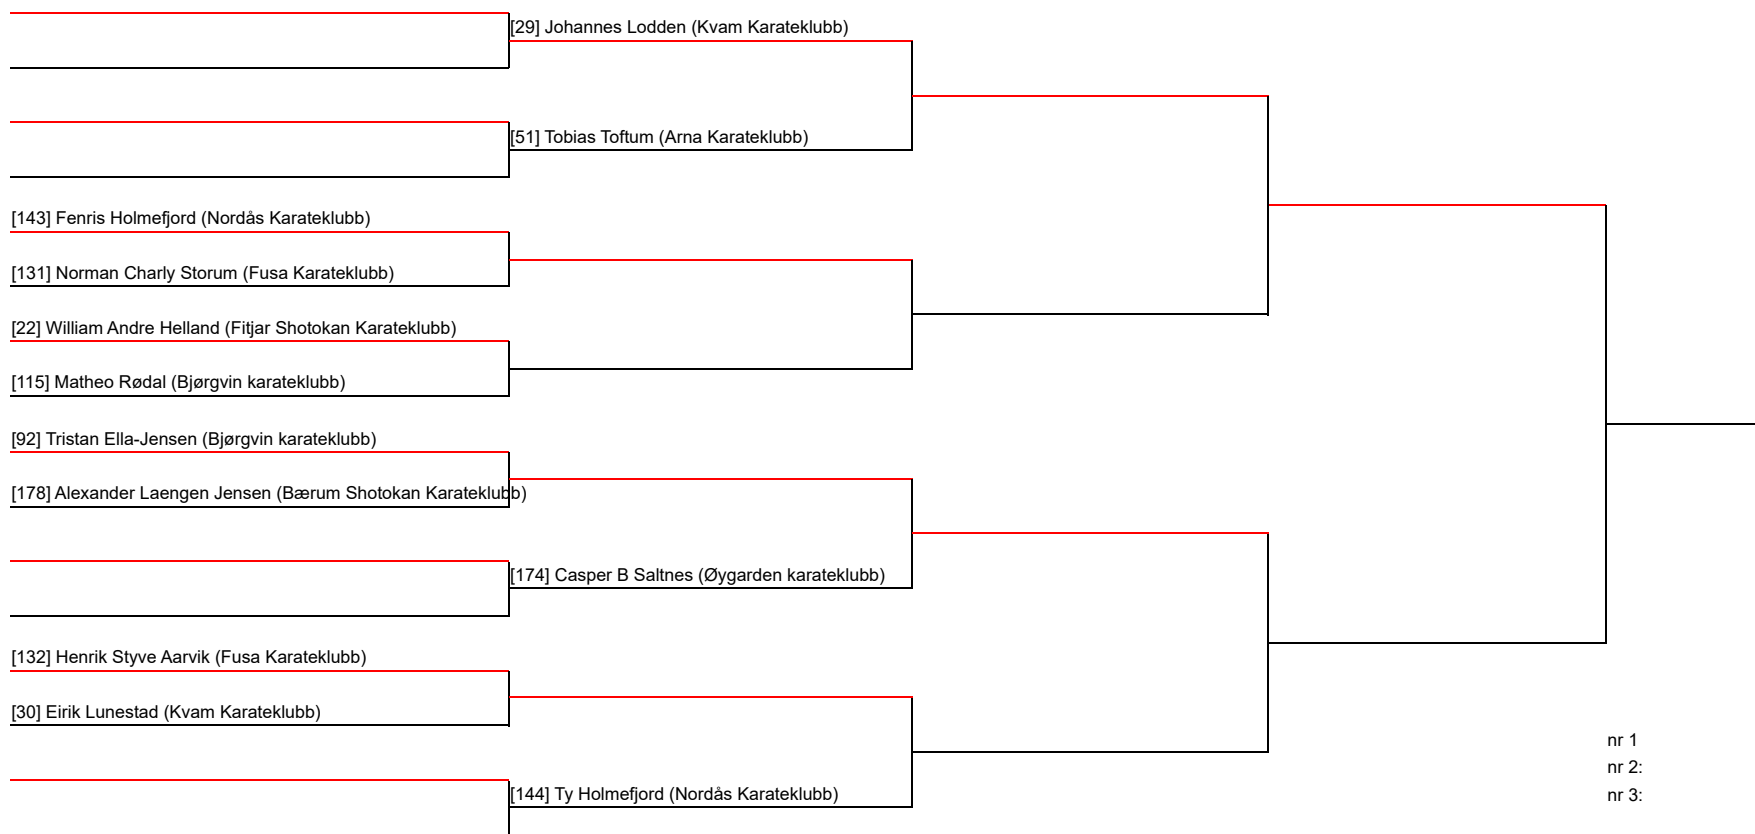 [29] Johannes Lodden (Kvam Karateklubb)
[51] Tobias Toftum (Arna Karateklubb)
[143] Fenris Holmefjord (Nordås Karateklubb)
[131] Norman Charly Storum (Fusa Karateklubb)
[22] William Andre Helland (Fitjar Shotokan Karateklubb)
[115] Matheo Rødal (Bjørgvin karateklubb)
[92] Tristan Ella-Jensen (Bjørgvin karateklubb)
[178] Alexander Laengen Jensen (Bærum Shotokan Karateklubb)
[174] Casper B Saltnes (Øygarden karateklubb)
[132] Henrik Styve Aarvik (Fusa Karateklubb)
[30] Eirik Lunestad (Kvam Karateklubb)
[144] Ty Holmefjord (Nordås Karateklubb)
nr 1
nr 2:
nr 3: